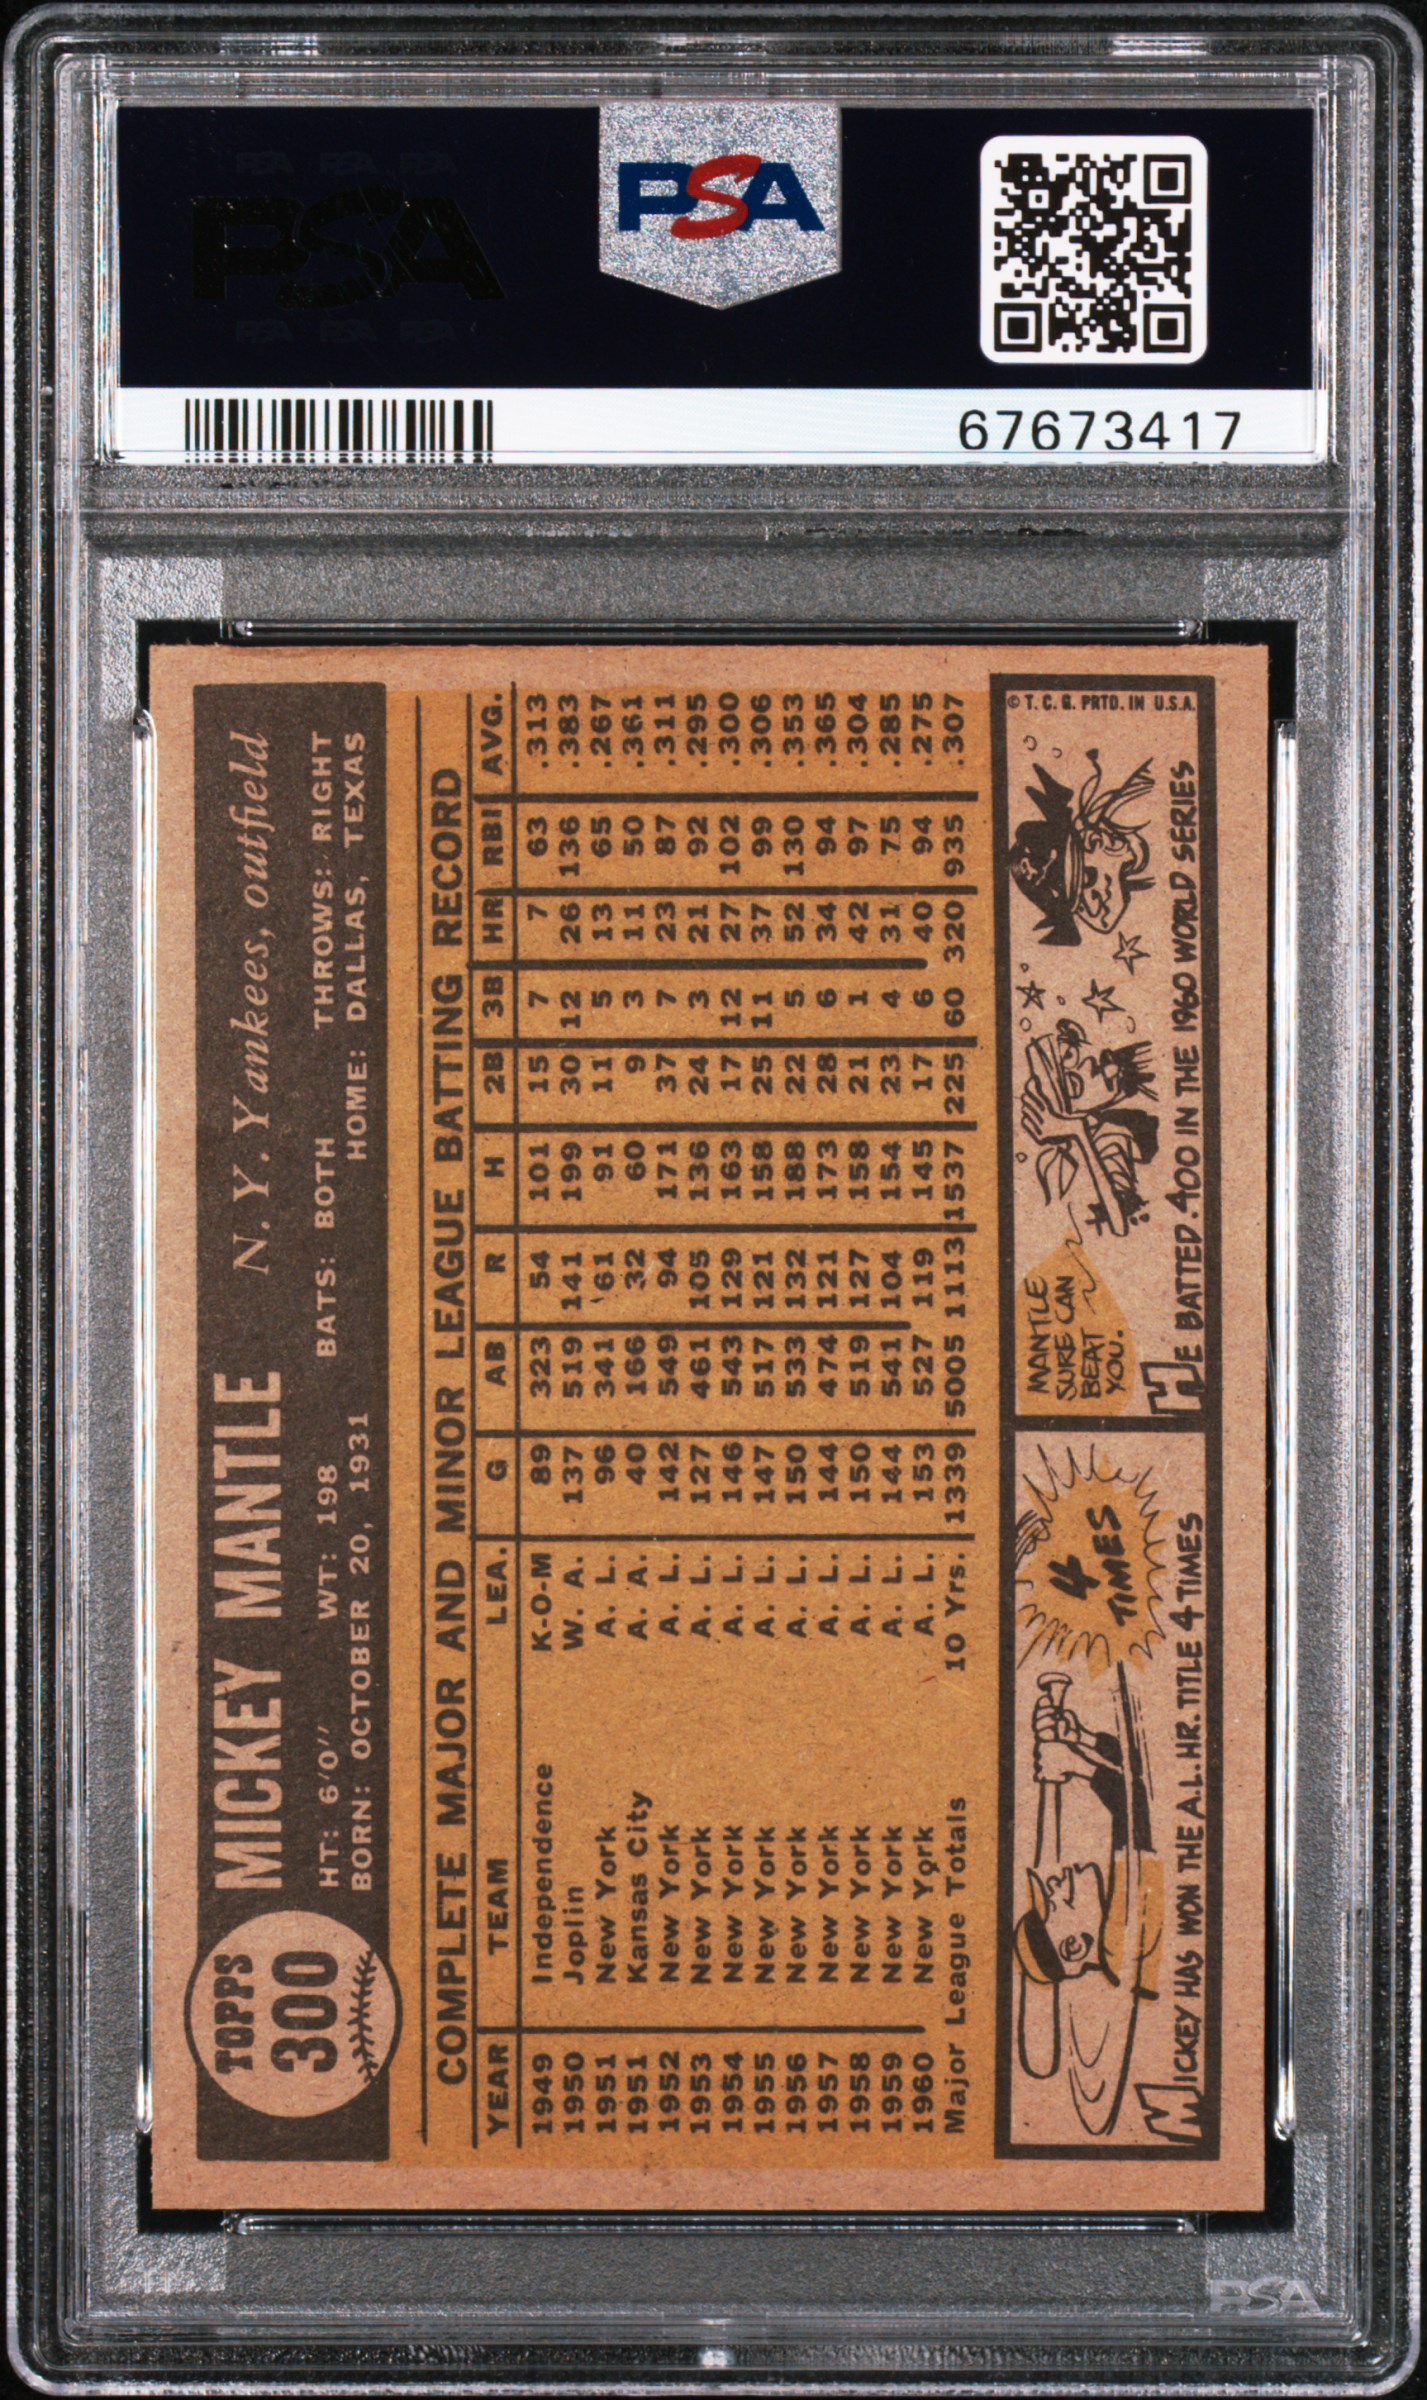 PSA
67673417
TOPPS
300
MICKEY MANTLE N. Y. Yankees, outfield
HT: 6'0" WT: 198 BATS: BOTH THROWS: RIGHT
BORN: OCTOBER 20, 1931 HOME: DALLAS, TEXAS
COMPLETE MAJOR AND MINOR LEAGUE BATTING RECORD
YEAR TEAM LEA. G AB R H 2B 3B HR RBI AVG.
1949 Independence K-O-M 89 323 54 101 15 7 7 63 .313
1950 Joplin W. A. 137 519 141 199 30 12 26 136 .383
1951 New York A. L. 96 341 61 91 11 5 13 65 .267
1951 Kansas City A. A. 40 166 32 60 9 3 11 50 .361
1952 New York A. L. 142 549 94 171 37 7 23 87 .311
1953 New York A. L. 127 461 105 136 24 3 21 92 .295
1954 New York A. L. 146 543 129 163 17 12 27 102 .300
1955 New York A. L. 147 517 121 158 25 11 37 99 .306
1956 New York A. L. 150 533 132 188 22 5 52 130 .353
1957 New York A. L. 144 474 121 173 28 6 34 94 .365
1958 New York A. L. 150 519 127 158 21 1 42 97 .304
1959 New York A. L. 144 541 104 154 23 4 31 75 .285
1960 New York A. L. 153 527 119 145 17 6 40 94 .275
Major League Totals 10 Yrs. 1339 5005 1113 1537 225 60 320 935 .307
4
TIMES
MICKEY HAS WON THE A.L. HR. TITLE 4 TIMES
MANTLE
SURE CAN
BEAT
YOU.
HE BATTED .400 IN THE 1960 WORLD SERIES
© T. C. G. PRTD. IN U.S.A.
PSA